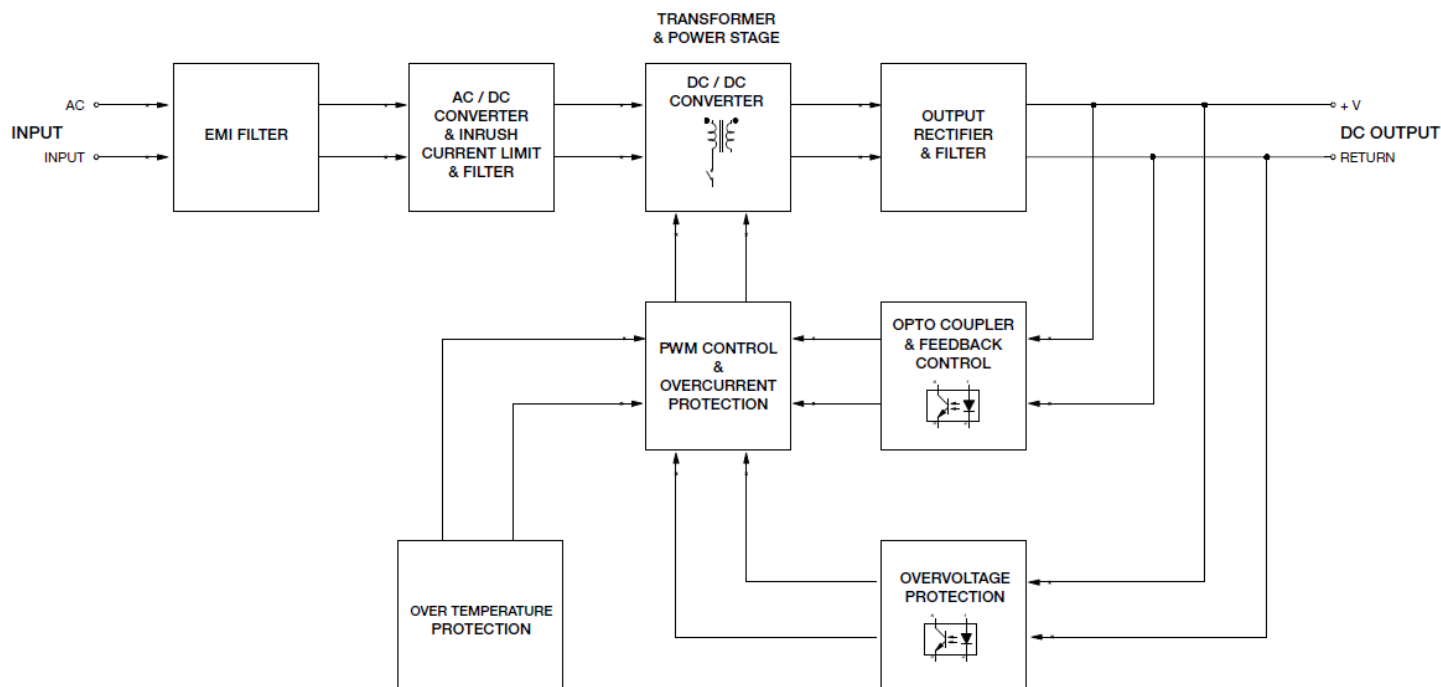 TRANSFORMER
& POWER STAGE
AC
INPUT
INPUT
EMI FILTER
AC / DC
CONVERTER
& INRUSH
CURRENT LIMIT
& FILTER
DC / DC
CONVERTER
OUTPUT
RECTIFIER
& FILTER
+ V
DC OUTPUT
RETURN
PWM CONTROL
&
OVERCURRENT
PROTECTION
OPTO COUPLER
& FEEDBACK
CONTROL
OVER TEMPERATURE
PROTECTION
OVERVOLTAGE
PROTECTION